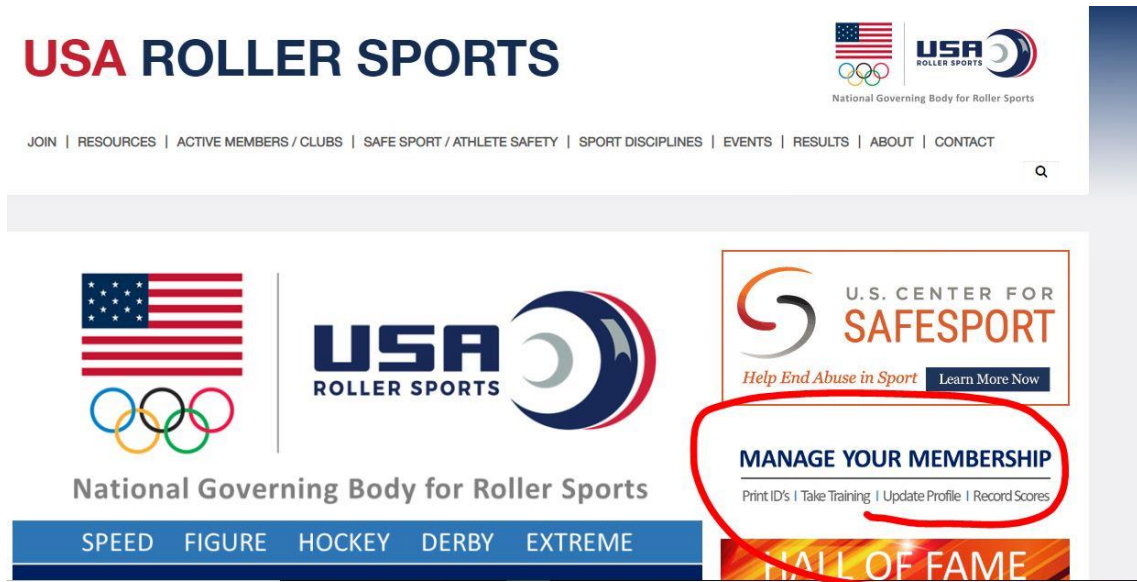 USA ROLLER SPORTS
USA
ROLLER SPORTS
National Governing Body for Roller Sports
JOIN | RESOURCES | ACTIVE MEMBERS / CLUBS | SAFE SPORT / ATHLETE SAFETY | SPORT DISCIPLINES | EVENTS | RESULTS | ABOUT | CONTACT
USA
ROLLER SPORTS
National Governing Body for Roller Sports
SPEED FIGURE HOCKEY DERBY EXTREME
U.S. CENTER FOR
SAFESPORT
Help End Abuse in Sport Learn More Now
MANAGE YOUR MEMBERSHIP
Print ID's | Take Training | Update Profile | Record Scores
HALL OF FAME